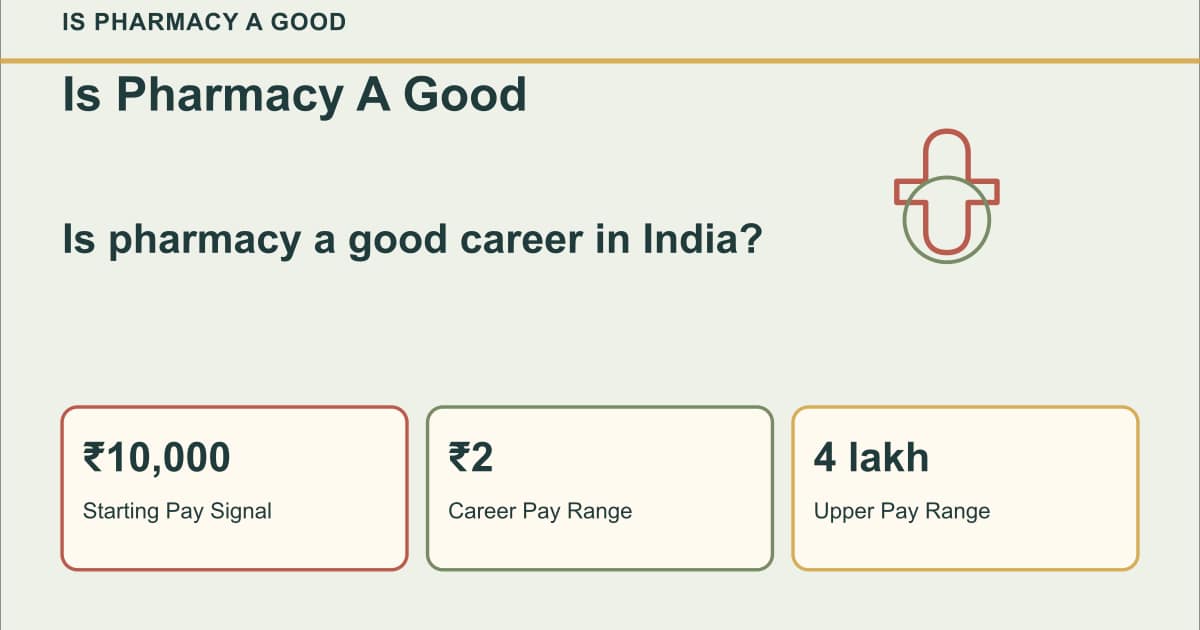 IS PHARMACY A GOOD
Is Pharmacy A Good
Is pharmacy a good career in India?
₹10,000
Starting Pay Signal
₹2
Career Pay Range
4 lakh
Upper Pay Range